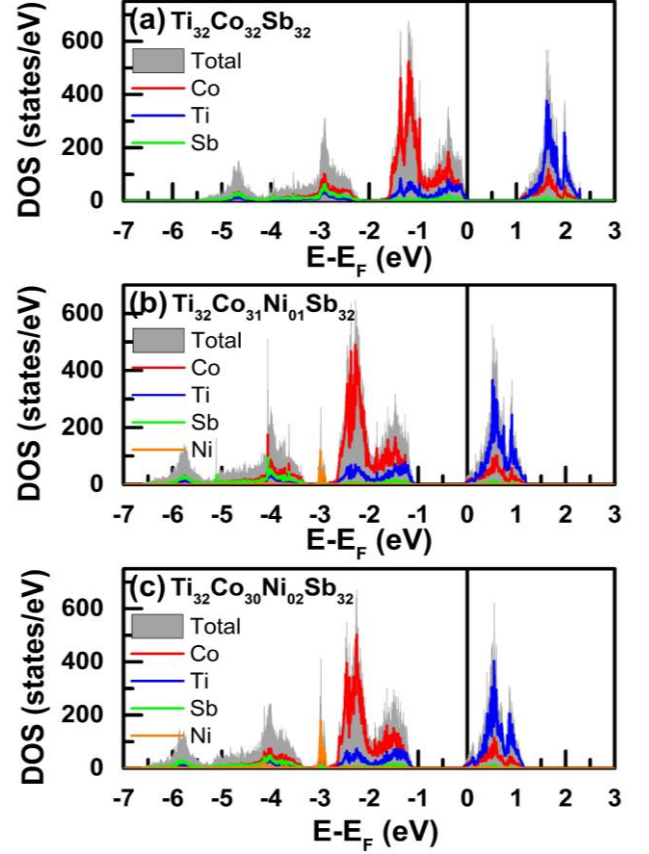 (a) Ti32Co32Sb32
Total
Co
Ti
Sb
DOS (states/eV)
600
400
200
0
-7 -6 -5 -4 -3 -2 -1 0 1 2 3
E-EF (eV)
(b) Ti32Co31Ni01Sb32
Total
Co
Ti
Sb
Ni
DOS (states/eV)
600
400
200
0
-7 -6 -5 -4 -3 -2 -1 0 1 2 3
E-EF (eV)
(c) Ti32Co30Ni02Sb32
Total
Co
Ti
Sb
Ni
DOS (states/eV)
600
400
200
0
-7 -6 -5 -4 -3 -2 -1 0 1 2 3
E-EF (eV)